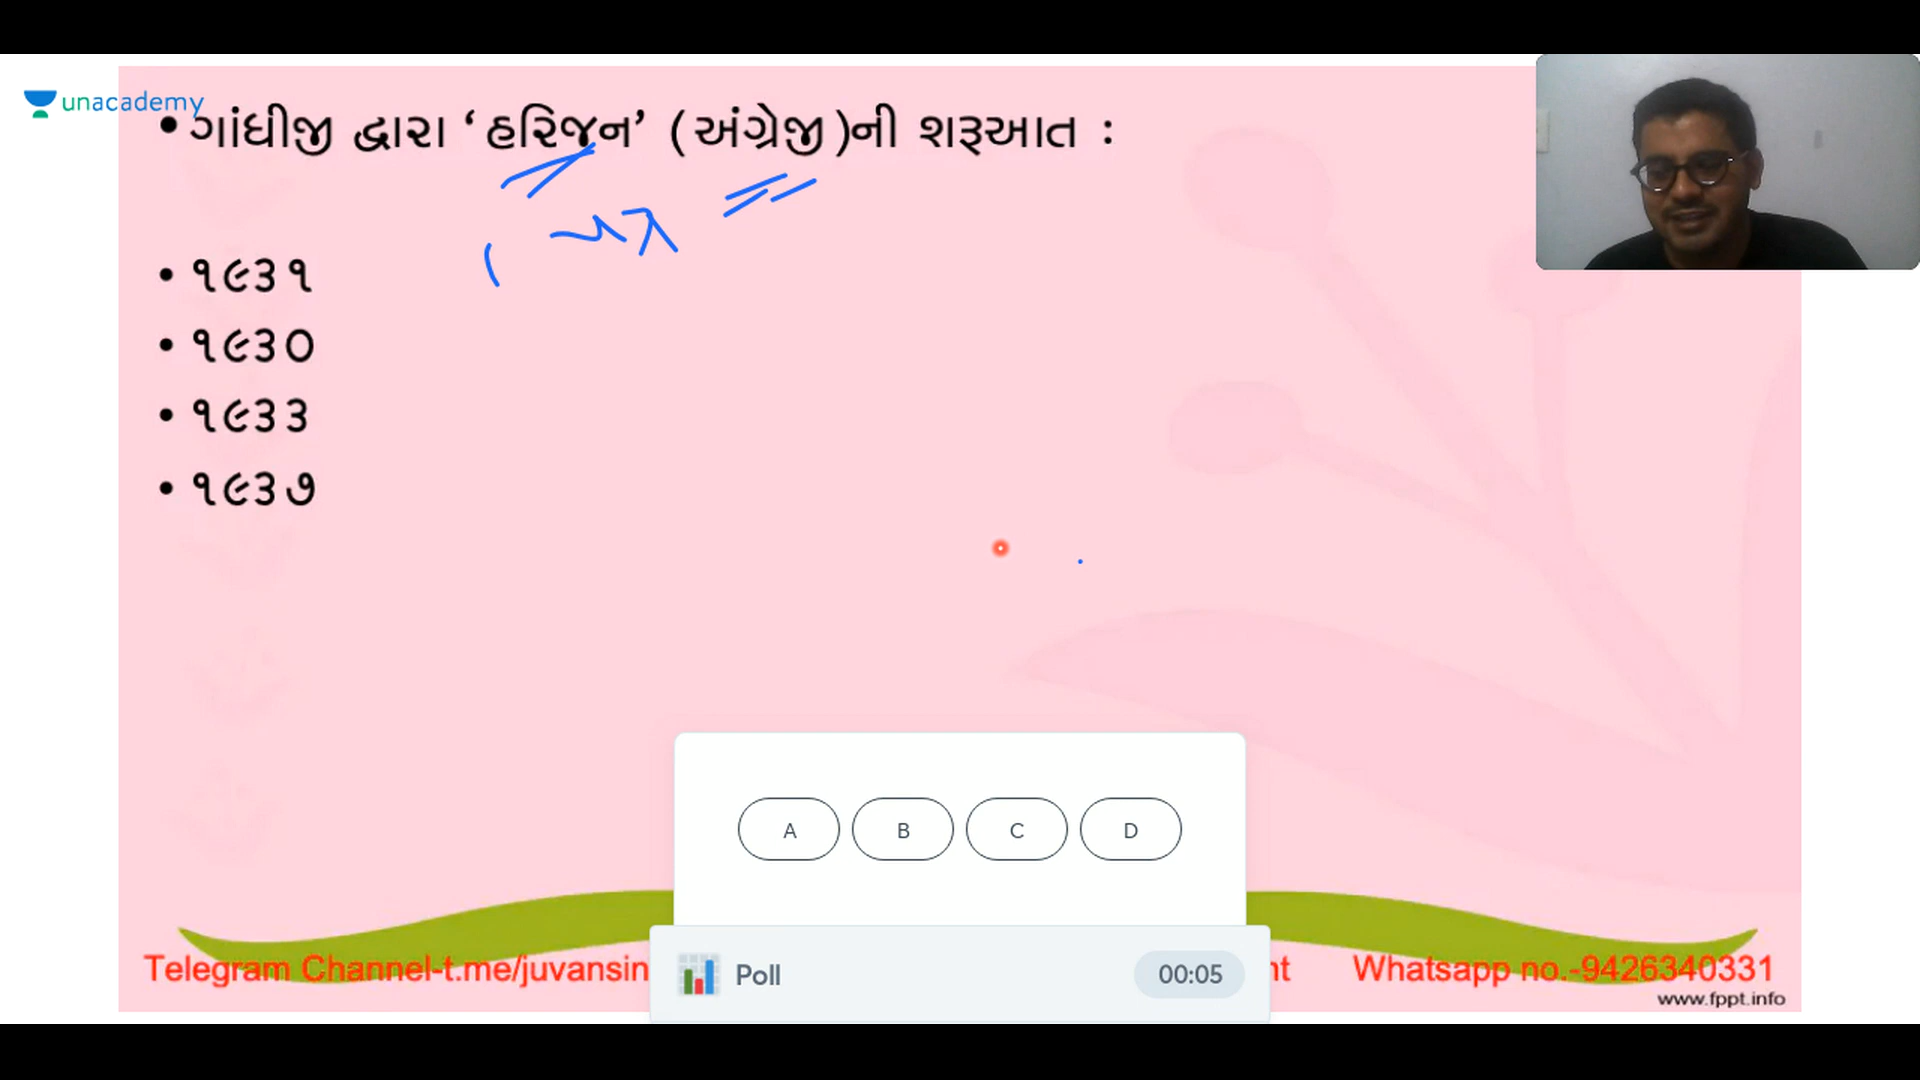 unacademy
• ગાંધીજી દ્વારા ‘હરિજન’ (અંગ્રેજી)ની શરૂઆત :
• ૧૯૩૧
• ૧૯૩૦
• ૧૯૩૩
• ૧૯૩૭
A B C D
Poll 00:05
Telegram Channel-t.me/juvansin
Whatsapp no.-9426340331
www.fppt.info